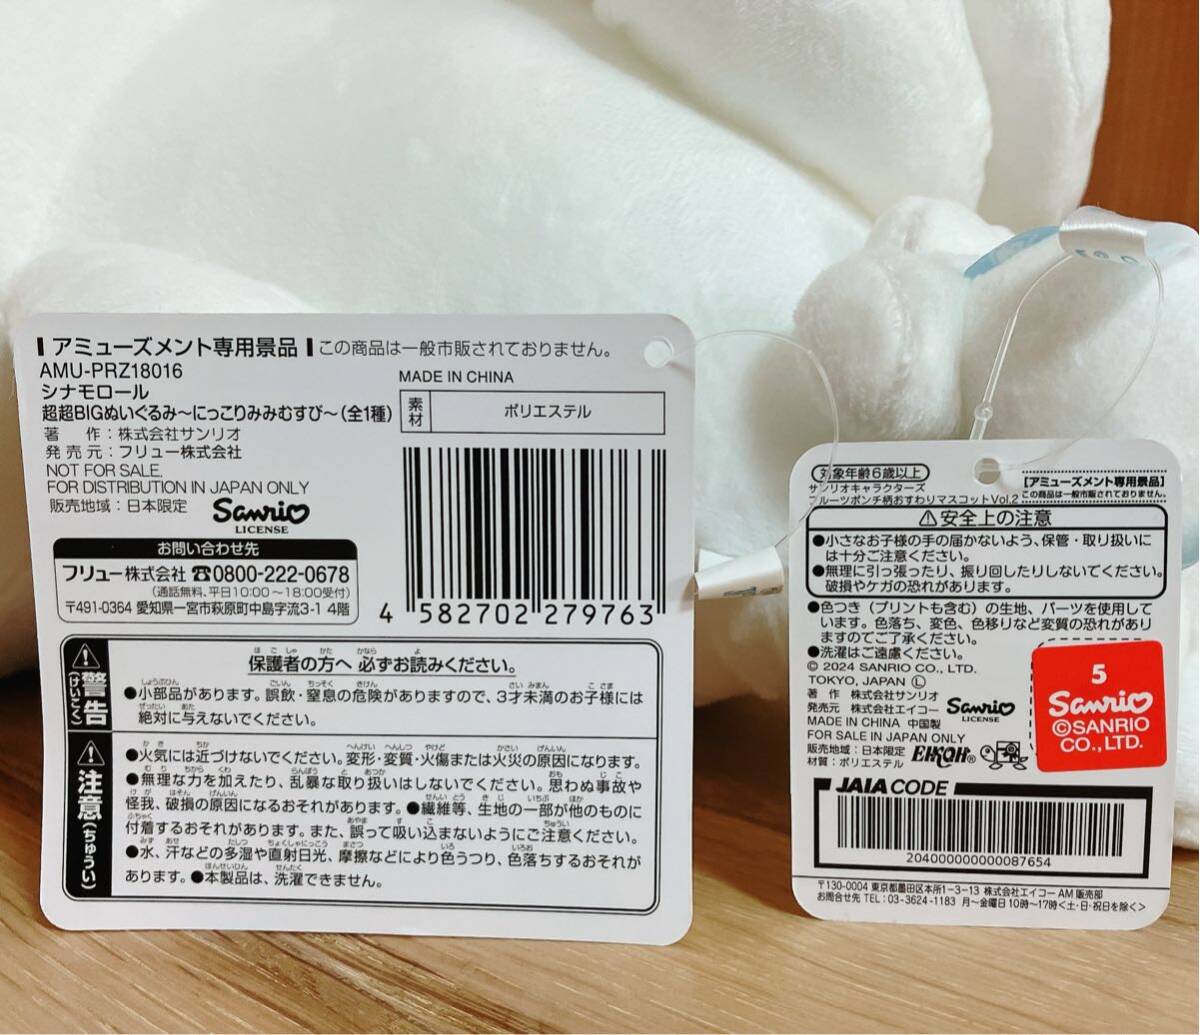 アミューズメント専用景品 この商品は一般市販されておりません。
AMU-PRZ18016
シナモロール
超超BIGぬいぐるみ～にっこりみみむすび～(全1種)
著 作：株式会社サンリオ
発 売 元：フリュー株式会社
NOT FOR SALE.
FOR DISTRIBUTION IN JAPAN ONLY
販売地域：日本限定
Sanrio
LICENSE
お問い合わせ先
フリュー株式会社 ☎0800-222-0678
(通話無料、平日10:00～18:00受付)
〒491-0364 愛知県一宮市萩原町中島字流3-1 4階
MADE IN CHINA
素材 ポリエステル
4 582702 279763
警告(けいこく)
保護者の方へ 必ずお読みください。
●小部品があります。誤飲・窒息の危険がありますので、3才未満のお子様には
絶対に与えないでください。
注意(ちゅうい)
●火気には近づけないでください。変形・変質・火傷または火災の原因になります。
●無理な力を加えたり、乱暴な取り扱いはしないでください。思わぬ事故や
怪我、破損の原因になるおそれがあります。●繊維等、生地の一部が他のものに
付着するおそれがあります。また、誤って吸い込まないようにご注意ください。
●水、汗などの多湿や直射日光、摩擦などにより色うつり、色落ちするおそれが
あります。●本製品は、洗濯できません。
対象年齢6歳以上
サンリオキャラクターズ
フルーツポンチ柄おすわりマスコットVol.2
【アミューズメント専用景品】
この商品は一般市販されておりません。
⚠安全上の注意
●小さなお子様の手の届かないよう、保管・取り扱いに
は十分ご注意ください。
●無理に引っ張ったり、振り回したりしないでください。
破損やケガの恐れがあります。
●色つき（プリントも含む）の生地、パーツを使用して
います。色落ち、変色、色移りなど変質の恐れがあり
ますのでご了承ください。
●洗濯はご遠慮ください。
© 2024 SANRIO CO., LTD.
TOKYO, JAPAN Ⓛ
著 作 株式会社サンリオ
発売元 株式会社エイコー
Sanrio
LICENSE
MADE IN CHINA 中国製
FOR SALE IN JAPAN ONLY
販売地域：日本限定
材質：ポリエステル
EIKOH®
5
Sanrio
©SANRIO
CO.,LTD.
JAIA CODE
204000000000087654
〒130-0004 東京都墨田区本所1-3-13 株式会社エイコー AM販売部
お問合せ先 TEL：03-3624-1183 月～金曜日10時～17時＜土・日・祝日を除く＞